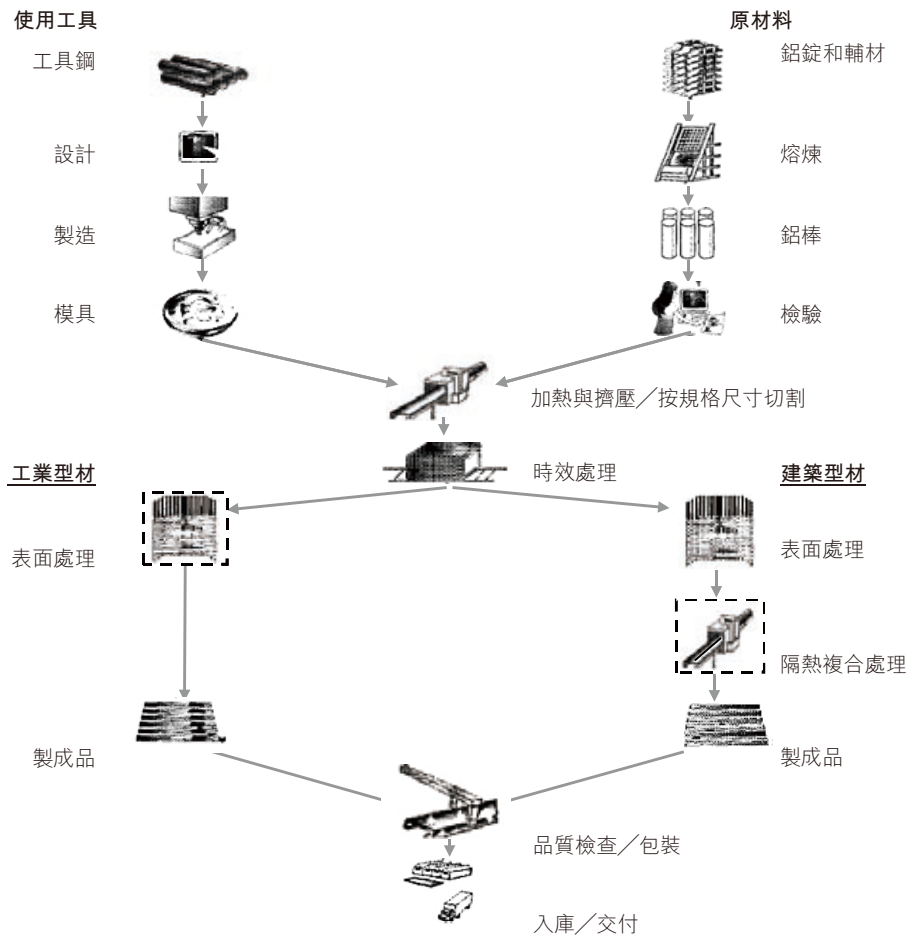 使用工具
原材料
工具鋼
鋁錠和輔材
設計
熔煉
製造
鋁棒
模具
檢驗
加熱與擠壓／按規格尺寸切割
時效處理
工業型材
建築型材
表面處理
表面處理
隔熱複合處理
製成品
製成品
品質檢查／包裝
入庫／交付